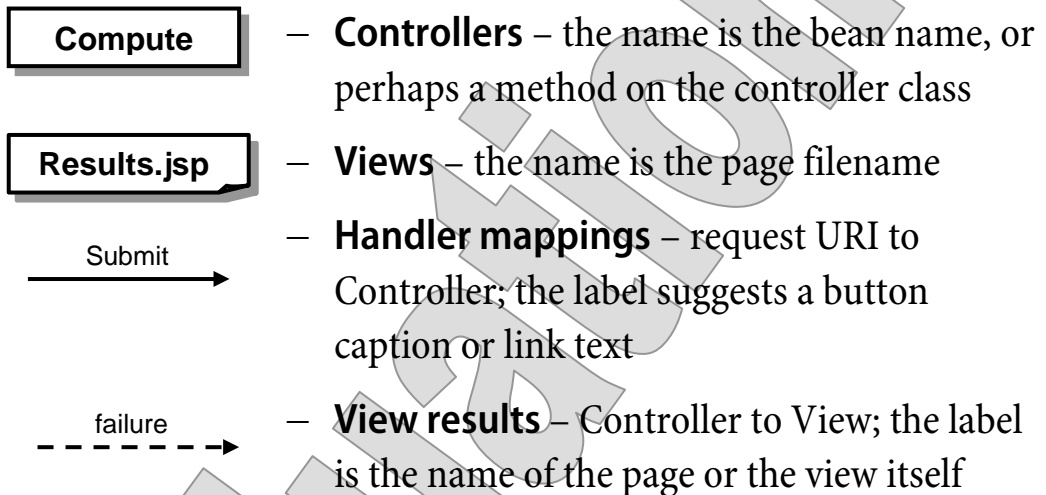 Compute – Controllers – the name is the bean name, or
perhaps a method on the controller class
Results.jsp – Views – the name is the page filename
Submit – Handler mappings – request URI to
Controller; the label suggests a button
caption or link text
failure – View results – Controller to View; the label
is the name of the page or the view itself